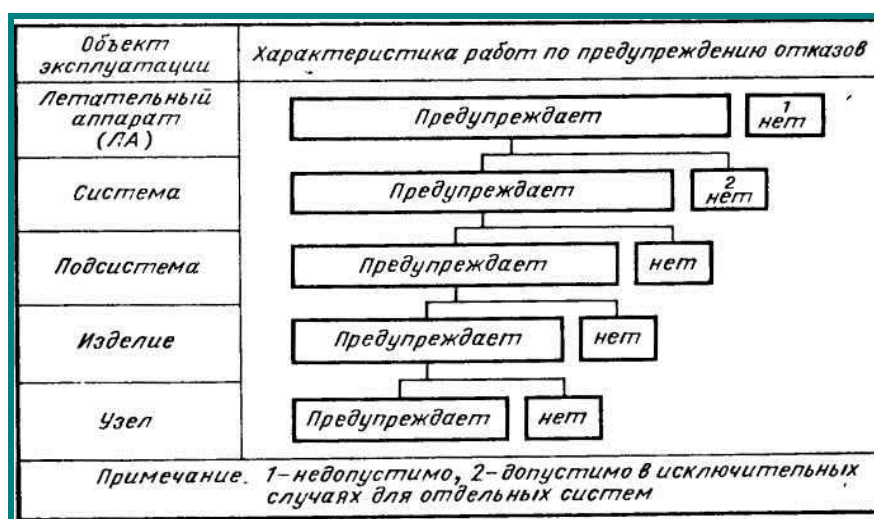 Объект
эксплуатации
Характеристика работ по предупреждению отказов
Летательный
аппарат
(ЛА)
Предупреждает
1
нет
Система
Предупреждает
2
нет
Подсистема
Предупреждает
нет
Изделие
Предупреждает
нет
Узел
Предупреждает
нет
Примечание. 1-недопустимо, 2-допустимо в исключительных
случаях для отдельных систем